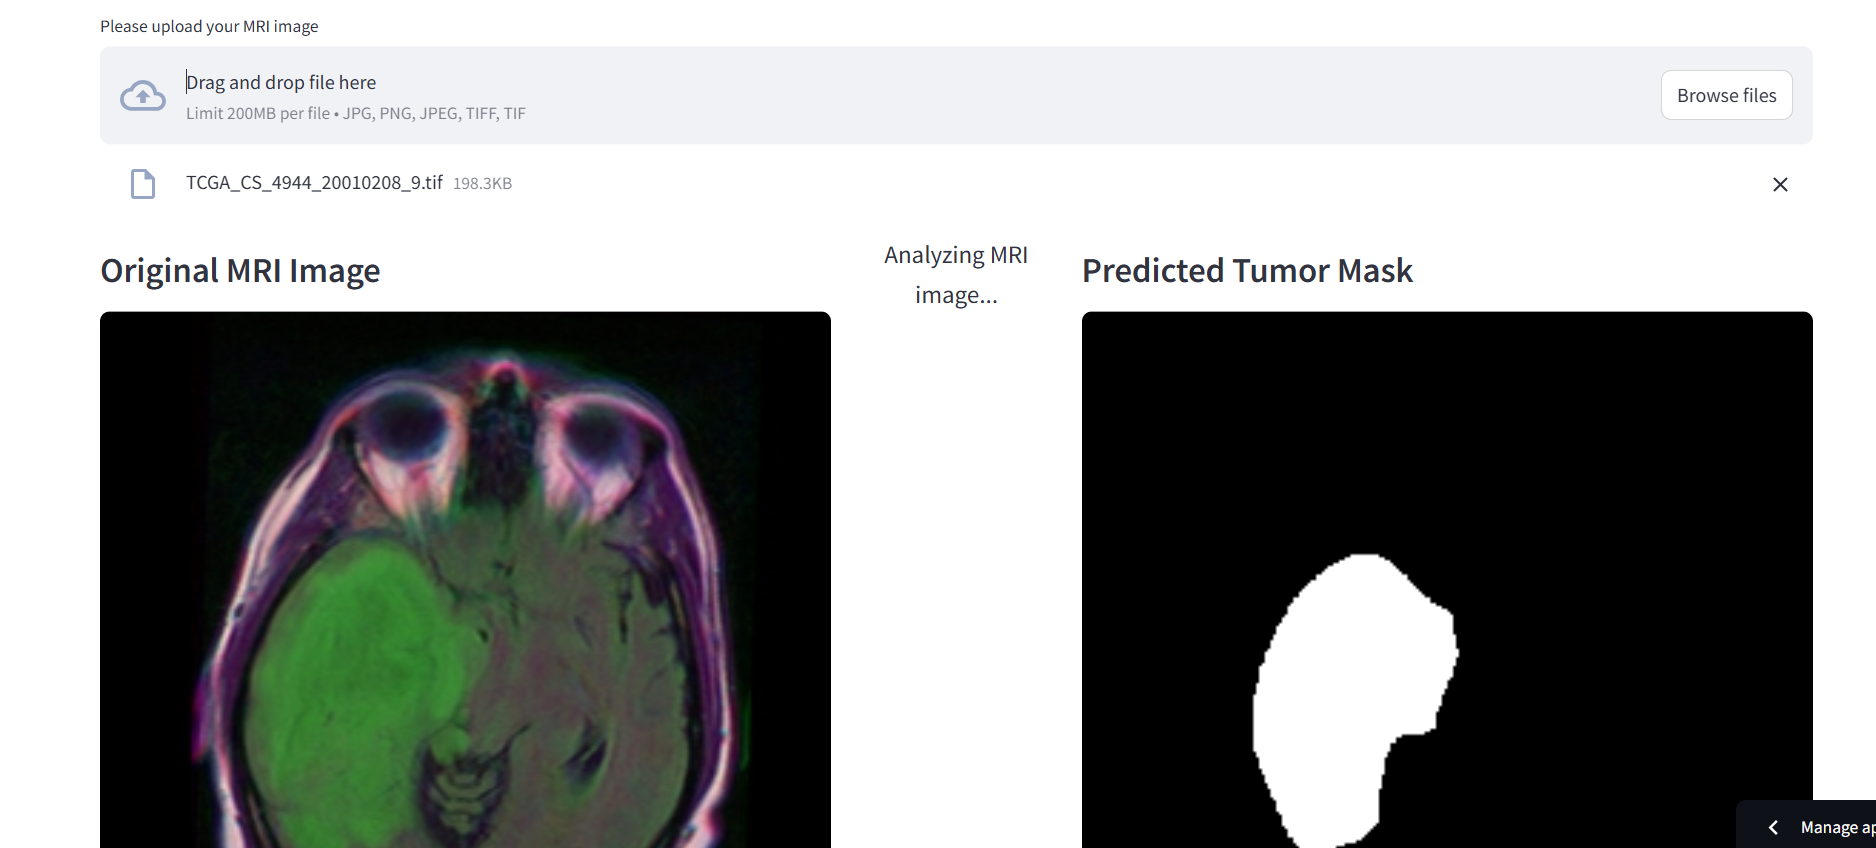 Please upload your MRI image
Drag and drop file here
Limit 200MB per file • JPG, PNG, JPEG, TIFF, TIF
Browse files
TCGA_CS_4944_20010208_9.tif 198.3KB
Original MRI Image
Analyzing MRI
image...
Predicted Tumor Mask
Manage ap